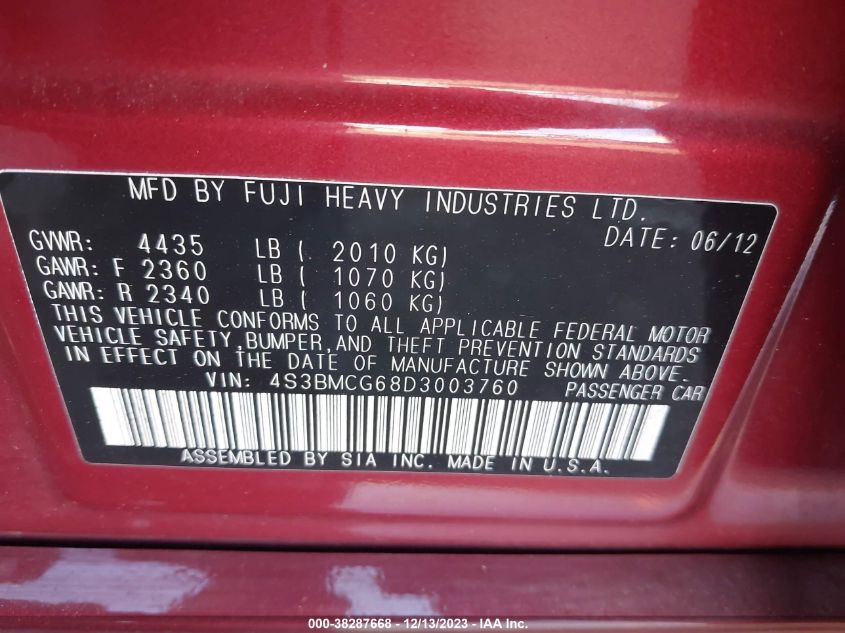 MFD BY FUJI HEAVY INDUSTRIES LTD.
DATE: 06/12
GVWR: 4435 LB ( 2010 KG)
GAWR: F 2360 LB ( 1070 KG)
GAWR: R 2340 LB ( 1060 KG)
THIS VEHICLE CONFORMS TO ALL APPLICABLE FEDERAL MOTOR
VEHICLE SAFETY, BUMPER, AND THEFT PREVENTION STANDARDS
IN EFFECT ON THE DATE OF MANUFACTURE SHOWN ABOVE.
VIN: 4S3BMCG68D3003760 PASSENGER CAR
ASSEMBLED BY SIA INC. MADE IN U.S.A.
000-38287668 - 12/13/2023 - IAA Inc.